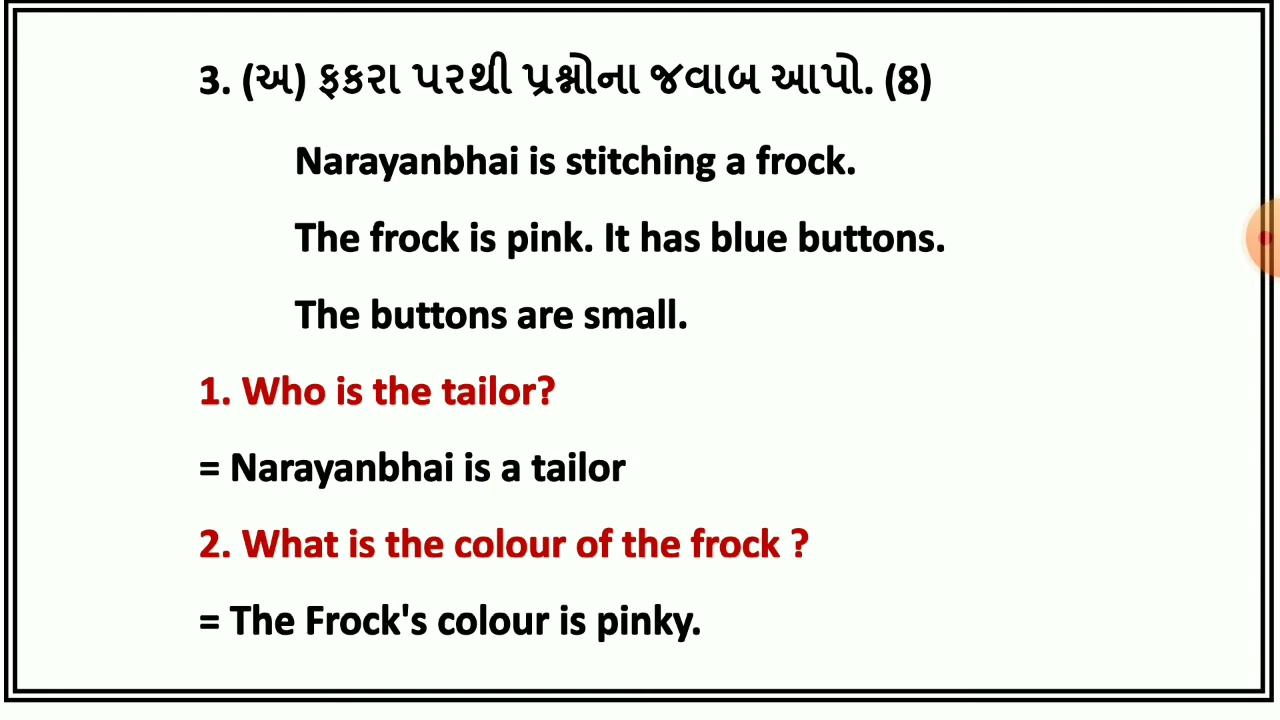 3. (અ) ફકરા પરથી પ્રશ્નોના જવાબ આપો. (8)
Narayanbhai is stitching a frock.
The frock is pink. It has blue buttons.
The buttons are small.
1. Who is the tailor?
= Narayanbhai is a tailor
2. What is the colour of the frock ?
= The Frock's colour is pinky.